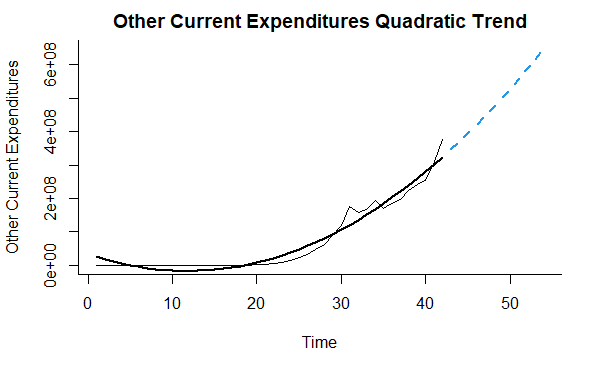 Other Current Expenditures Quadratic Trend
Other Current Expenditures
6e+08
4e+08
2e+08
0e+00
0 10 20 30 40 50
Time